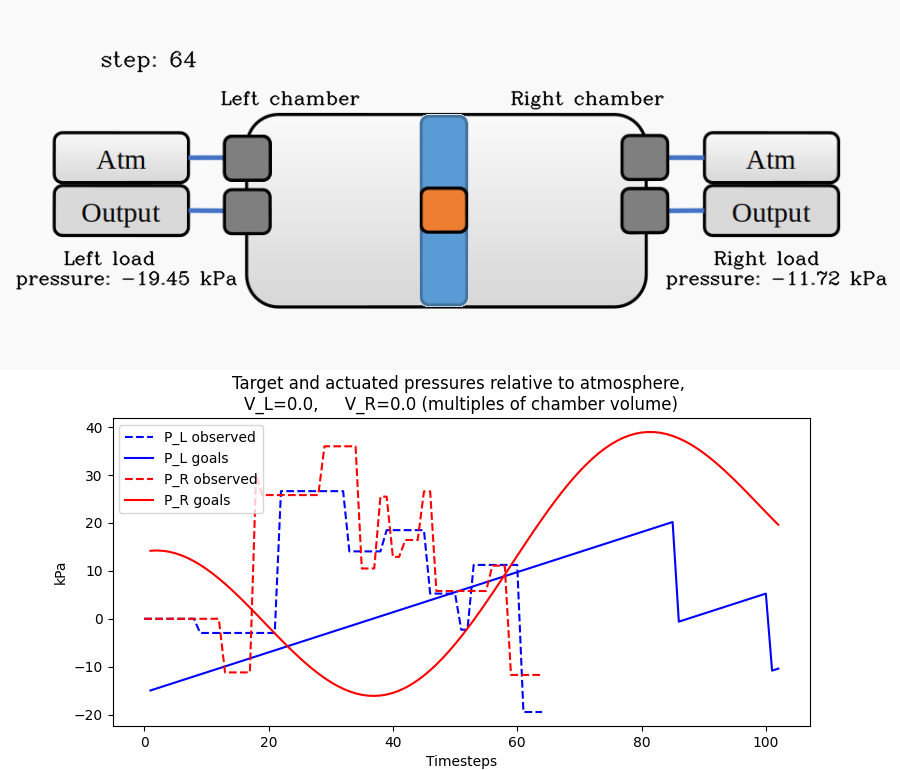 step: 64
Left chamber
Right chamber
Atm
Output
Atm
Output
Left load
pressure: −19.45 kPa
Right load
pressure: −11.72 kPa
Target and actuated pressures relative to atmosphere,
V_L=0.0,     V_R=0.0 (multiples of chamber volume)
P_L observed
P_L goals
P_R observed
P_R goals
40
30
20
10
0
−10
−20
kPa
0 20 40 60 80 100
Timesteps